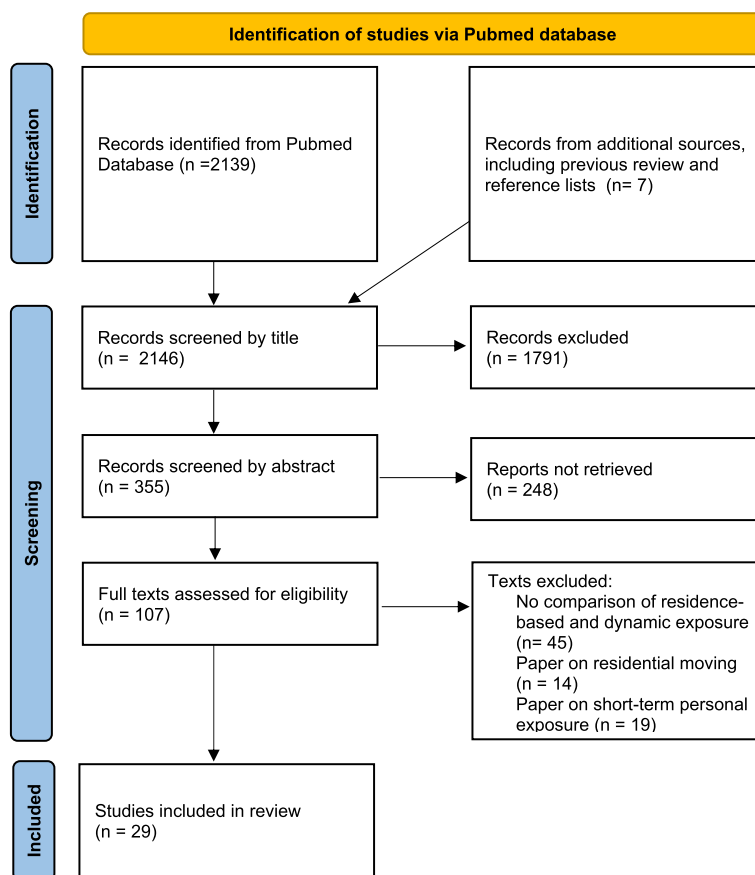 Identification of studies via Pubmed database
Identification
Records identified from Pubmed
Database (n =2139)
Records from additional sources,
including previous review and
reference lists  (n= 7)
Screening
Records screened by title
(n =  2146)
Records excluded
(n = 1791)
Records screened by abstract
(n = 355)
Reports not retrieved
(n = 248)
Full texts assessed for eligibility
(n = 107)
Texts excluded:
No comparison of residence-
based and dynamic exposure
(n= 45)
Paper on residential moving
(n = 14)
Paper on short-term personal
exposure (n = 19)
Included
Studies included in review
(n = 29)